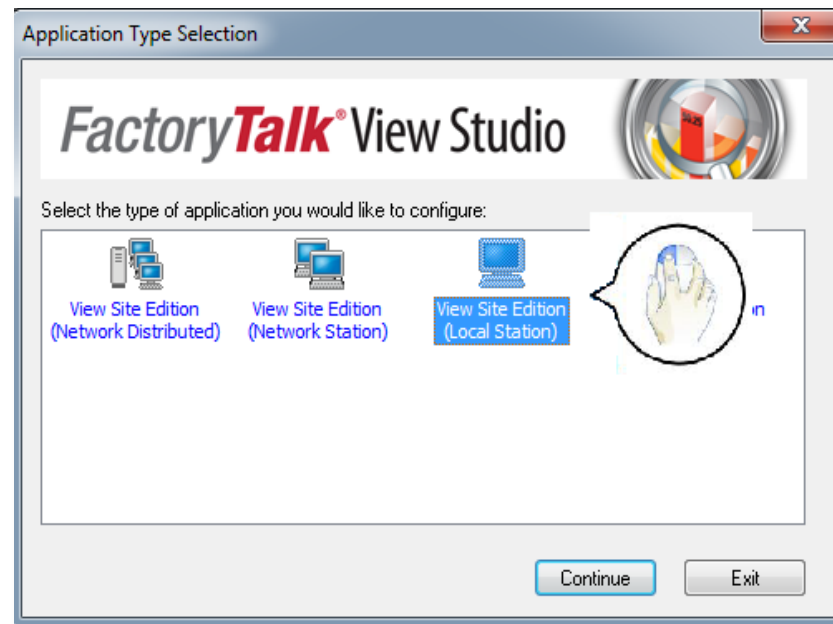 Application Type Selection
FactoryTalk® View Studio
Select the type of application you would like to configure:
View Site Edition
(Network Distributed)
View Site Edition
(Network Station)
View Site Edition
(Local Station)
Continue
Exit